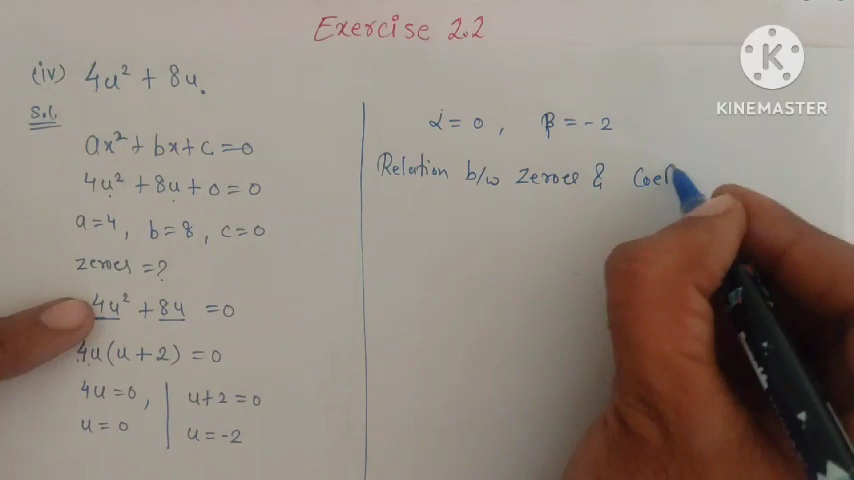 Exercise 2.2
(iv) 4u² + 8u.
Sol.
ax² + bx + c = 0
4u² + 8u + 0 = 0
a = 4, b = 8, c = 0
zeroes = ?
4u² + 8u = 0
4u(u + 2) = 0
4u = 0, | u + 2 = 0
u = 0 | u = -2
α = 0, β = -2
Relation b/w zeroes & Coef
K
KINEMASTER